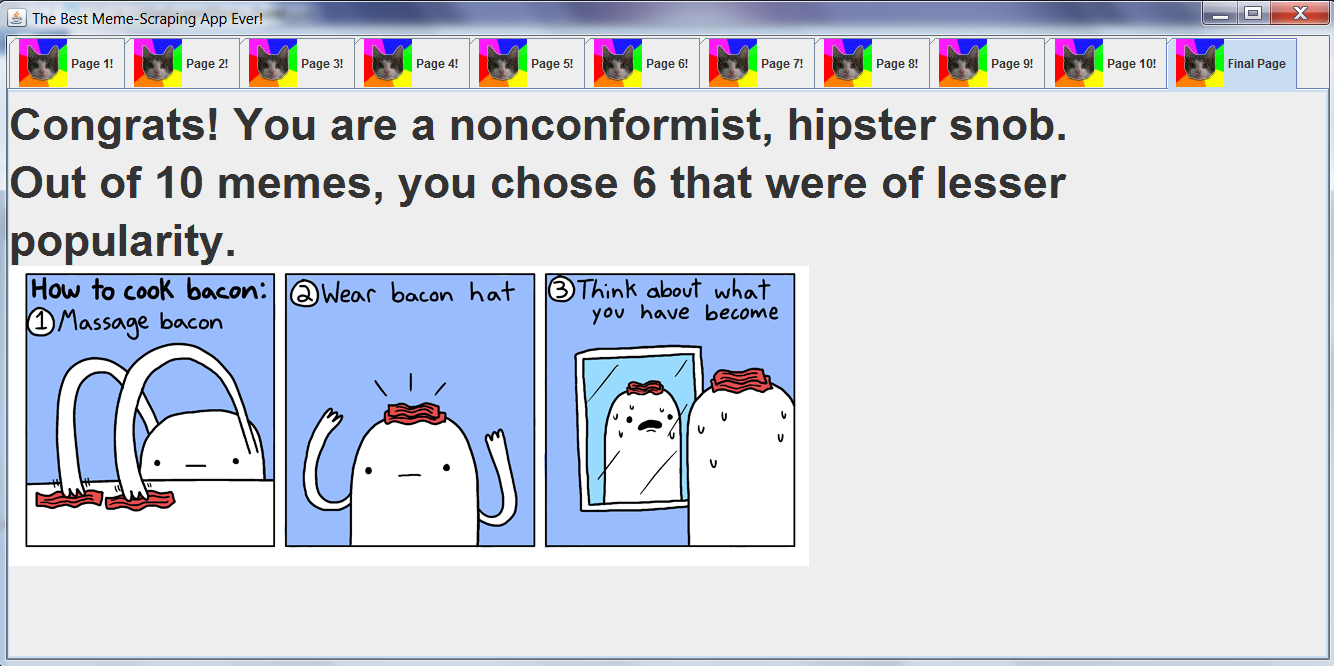 The Best Meme-Scraping App Ever!
Page 1! Page 2! Page 3! Page 4! Page 5! Page 6! Page 7! Page 8! Page 9! Page 10! Final Page
Congrats! You are a nonconformist, hipster snob.
Out of 10 memes, you chose 6 that were of lesser
popularity.
How to cook bacon:
1 Massage bacon
2 Wear bacon hat
3 Think about what
you have become